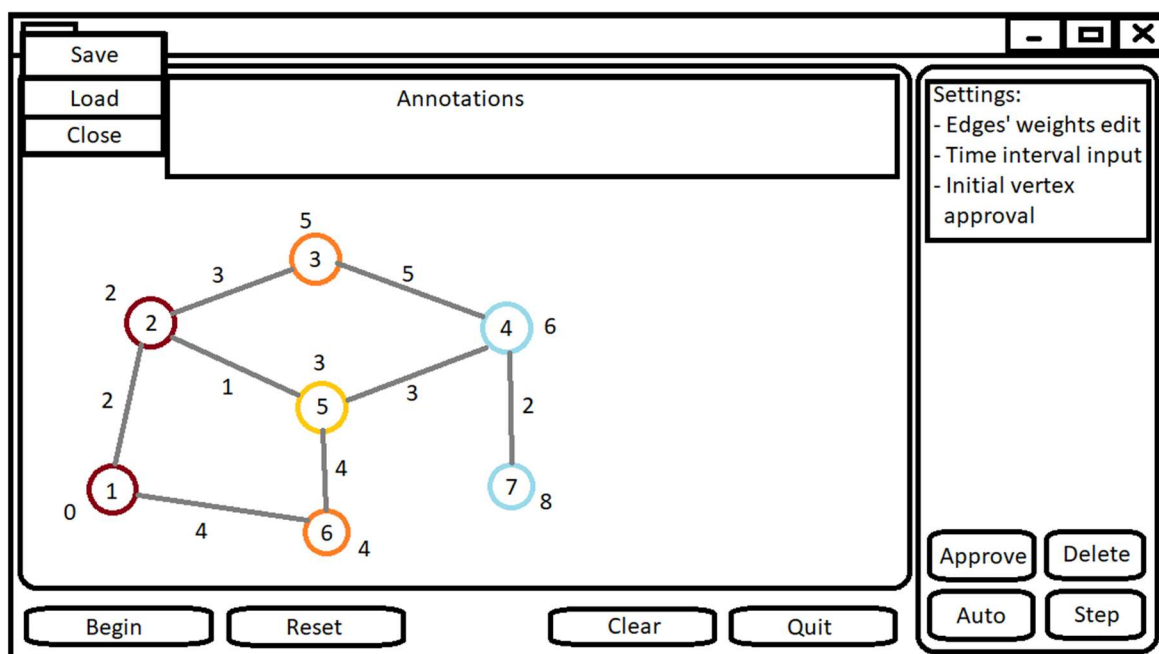 Save
Load
Close
Annotations
Settings:
- Edges' weights edit
- Time interval input
- Initial vertex
approval
5
3
3
5
2
2
4
6
3
1
5
3
2
2
4
1
7
0
8
4
6
4
Approve
Delete
Auto
Step
Begin
Reset
Clear
Quit